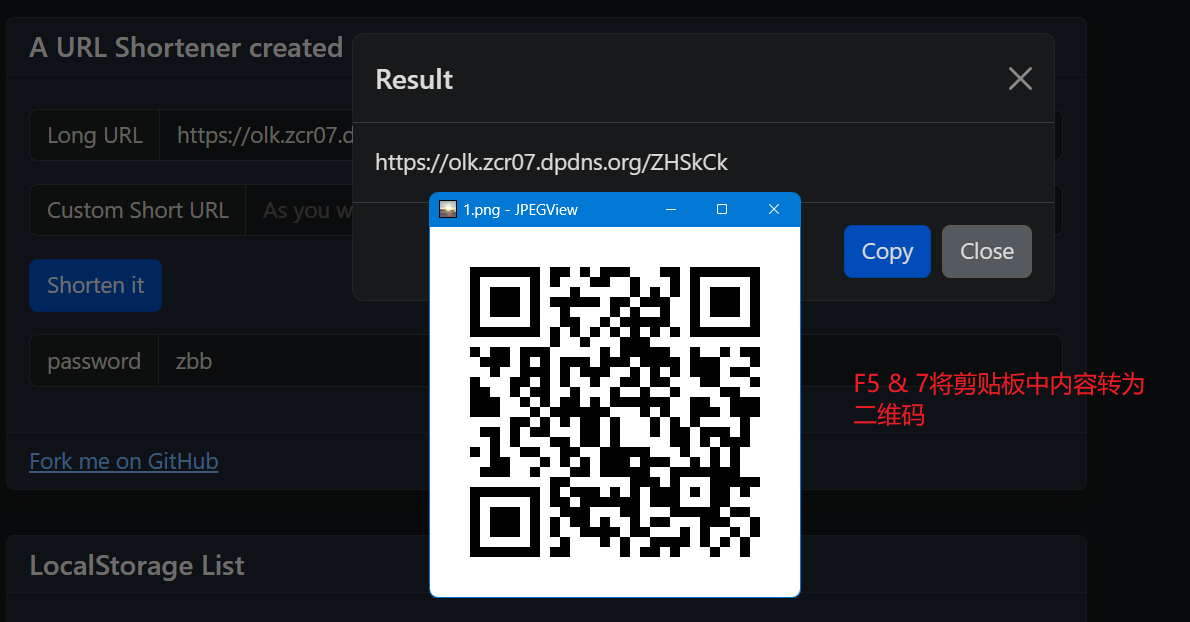 A URL Shortener created
Result
Long URL
https://olk.zcr07.d
https://olk.zcr07.dpdns.org/ZHSkCk
Custom Short URL
As you w
1.png - JPEGView
Copy
Close
Shorten it
password
zbb
F5 & 7将剪贴板中内容转为
二维码
Fork me on GitHub
LocalStorage List